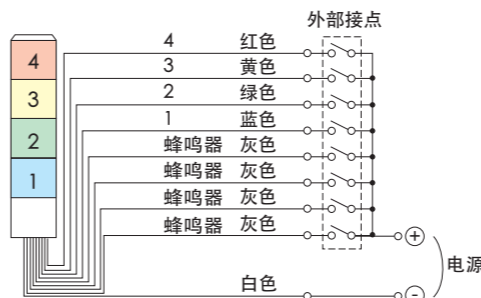 外部接点
4 红色
3 黄色
2 绿色
1 蓝色
蜂鸣器 灰色
蜂鸣器 灰色
蜂鸣器 灰色
蜂鸣器 灰色
白色
4
3
2
1
+
-
电源